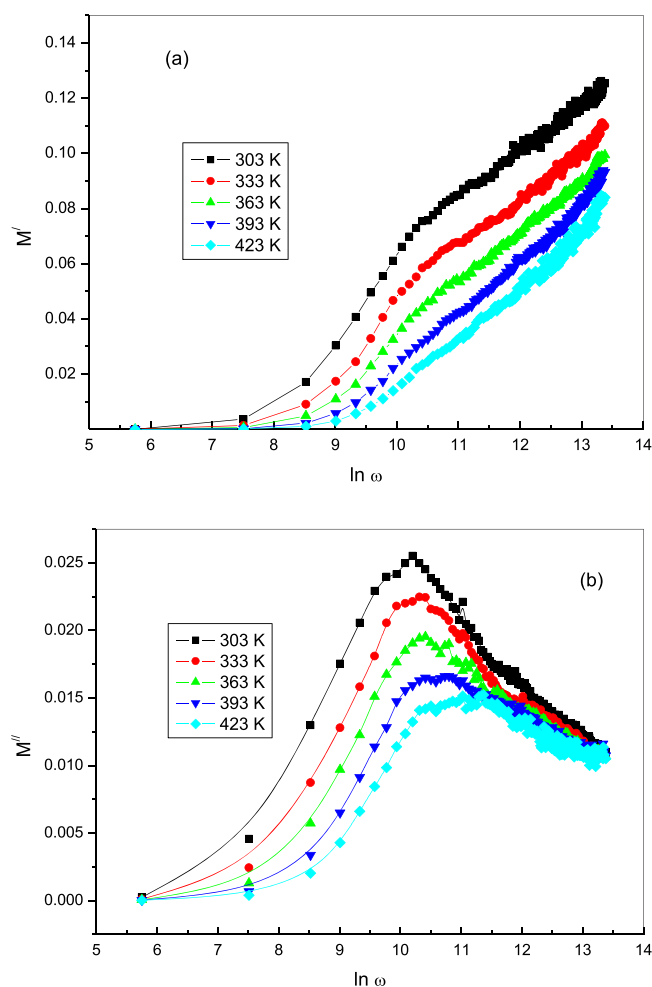 0.14
(a)
0.12
0.10
303 K
333 K
0.08
363 K
393 K
M/
423 K
0.06
0.04
0.02
5 6 7 8 9 10 11 12 13 14
ln ω
0.025
(b)
0.020
303 K
333 K
0.015
363 K
393 K
M//
423 K
0.010
0.005
0.000
5 6 7 8 9 10 11 12 13 14
ln ω